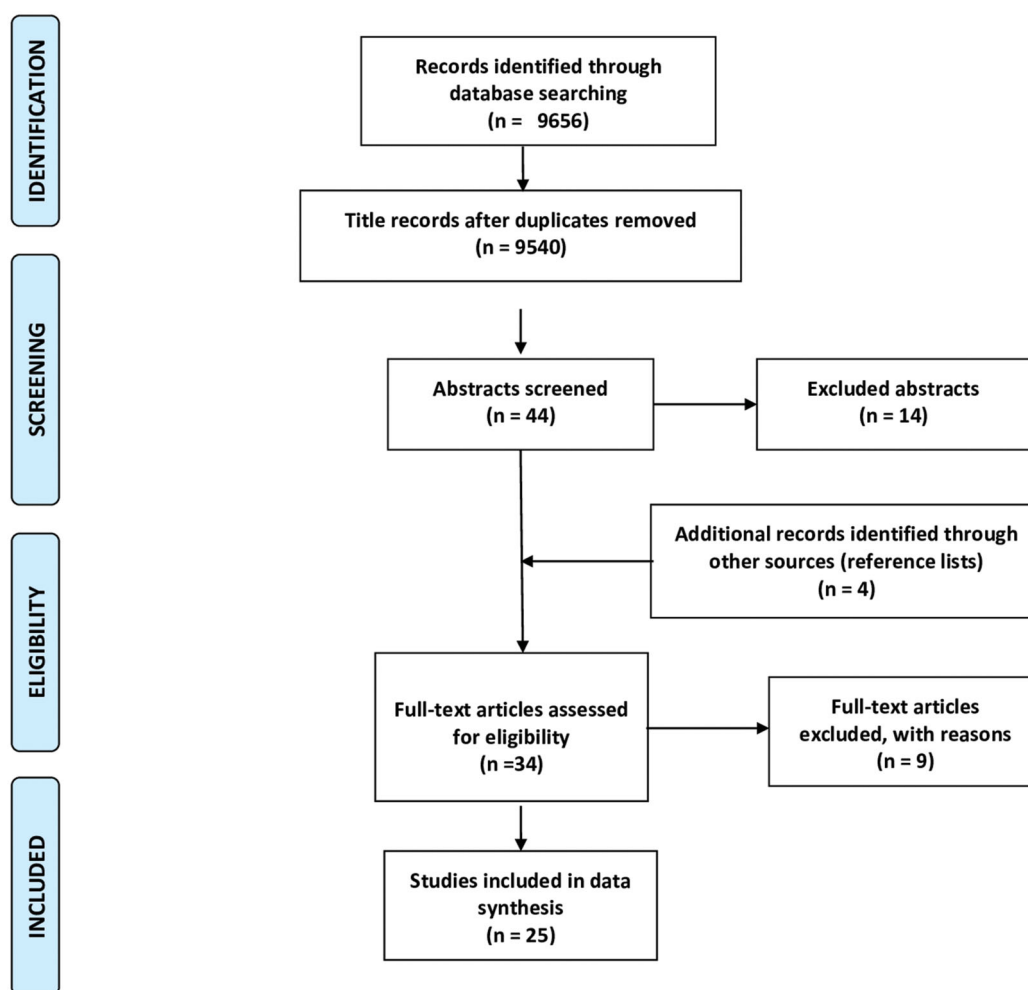 IDENTIFICATION
Records identified through
database searching
(n =   9656)
Title records after duplicates removed
(n = 9540)
SCREENING
Abstracts screened
(n = 44)
Excluded abstracts
(n = 14)
Additional records identified through
other sources (reference lists)
(n = 4)
ELIGIBILITY
Full-text articles assessed
for eligibility
(n =34)
Full-text articles
excluded, with reasons
(n = 9)
INCLUDED
Studies included in data
synthesis
(n = 25)